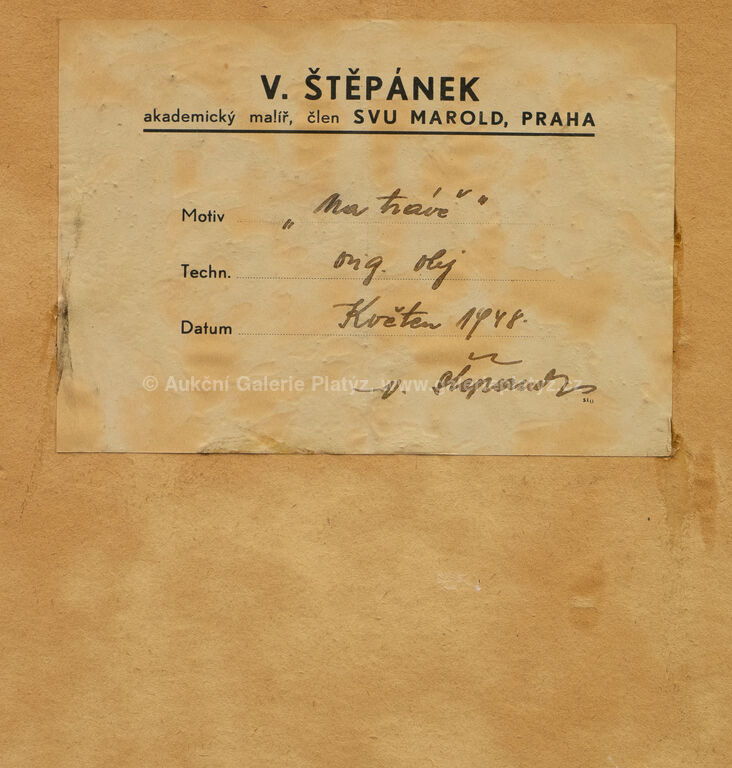 V. ŠTĚPÁNEK
akademický malíř, člen SVU MAROLD, PRAHA
Motiv „Na trávě"
Techn. orig. olej
Datum Květen 1948.
© Aukční Galerie Platýz, www.
V. Štěpánek